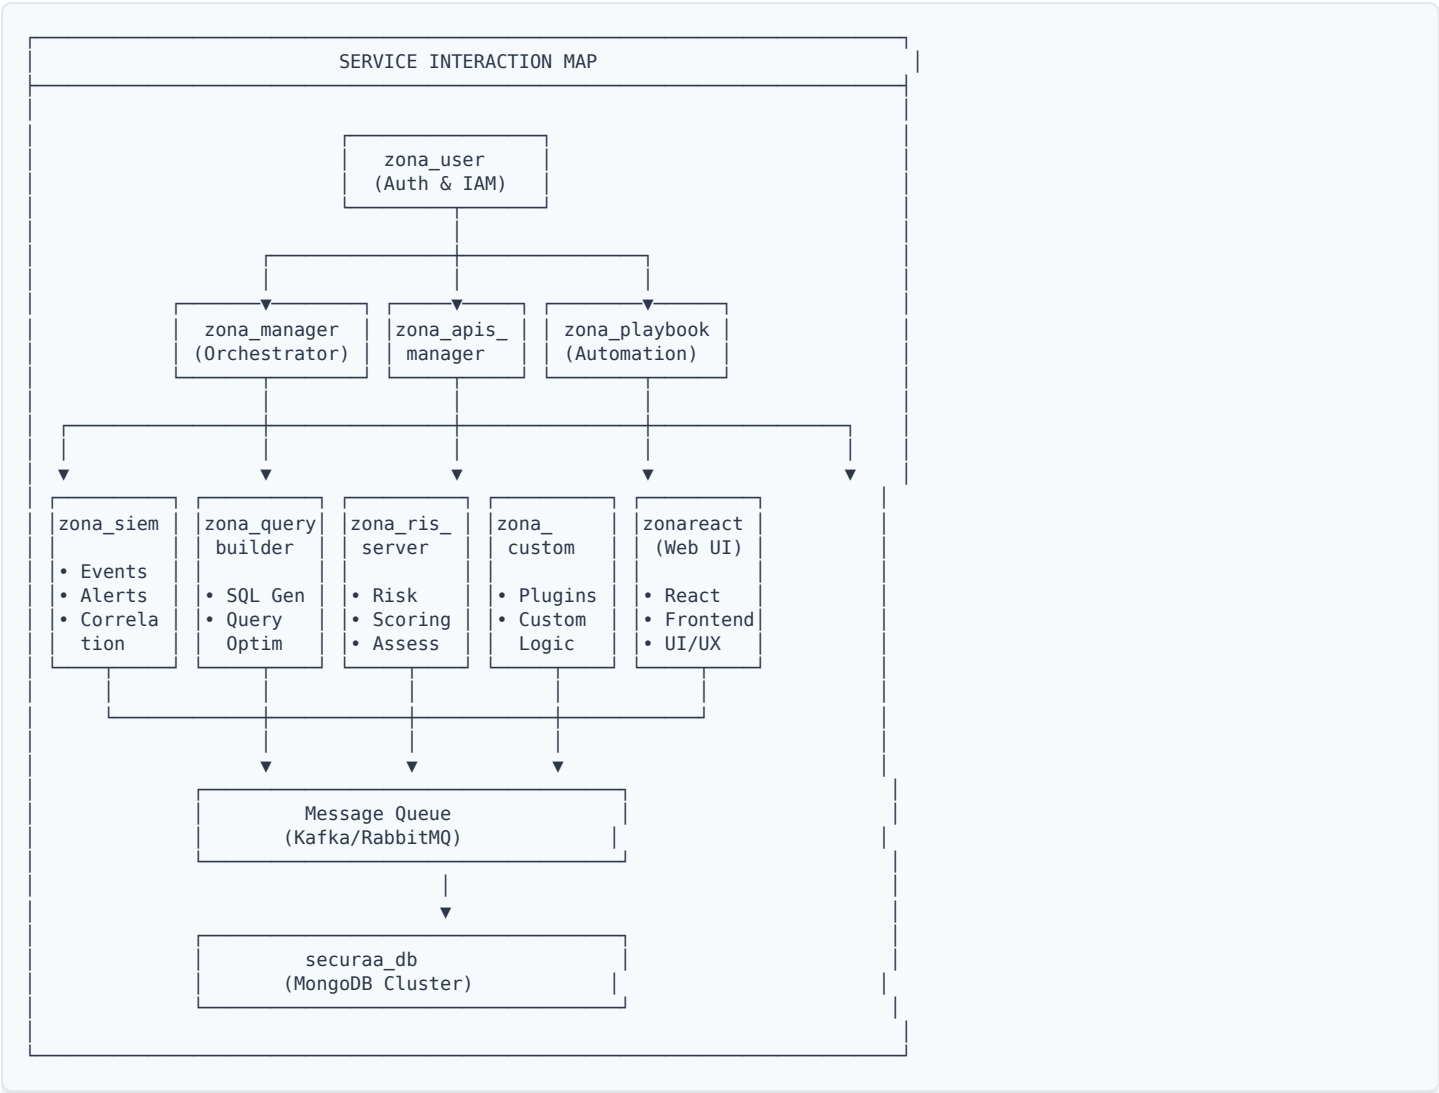 SERVICE INTERACTION MAP
zona_user
(Auth & IAM)
zona_manager
(Orchestrator)
zona_apis_
manager
zona_playbook
(Automation)
zona_siem
• Events
• Alerts
• Correla
tion
zona_query
builder
• SQL Gen
• Query
Optim
zona_ris_
server
• Risk
• Scoring
• Assess
zona_
custom
• Plugins
• Custom
Logic
zonareact
(Web UI)
• React
• Frontend
• UI/UX
Message Queue
(Kafka/RabbitMQ)
securaa_db
(MongoDB Cluster)